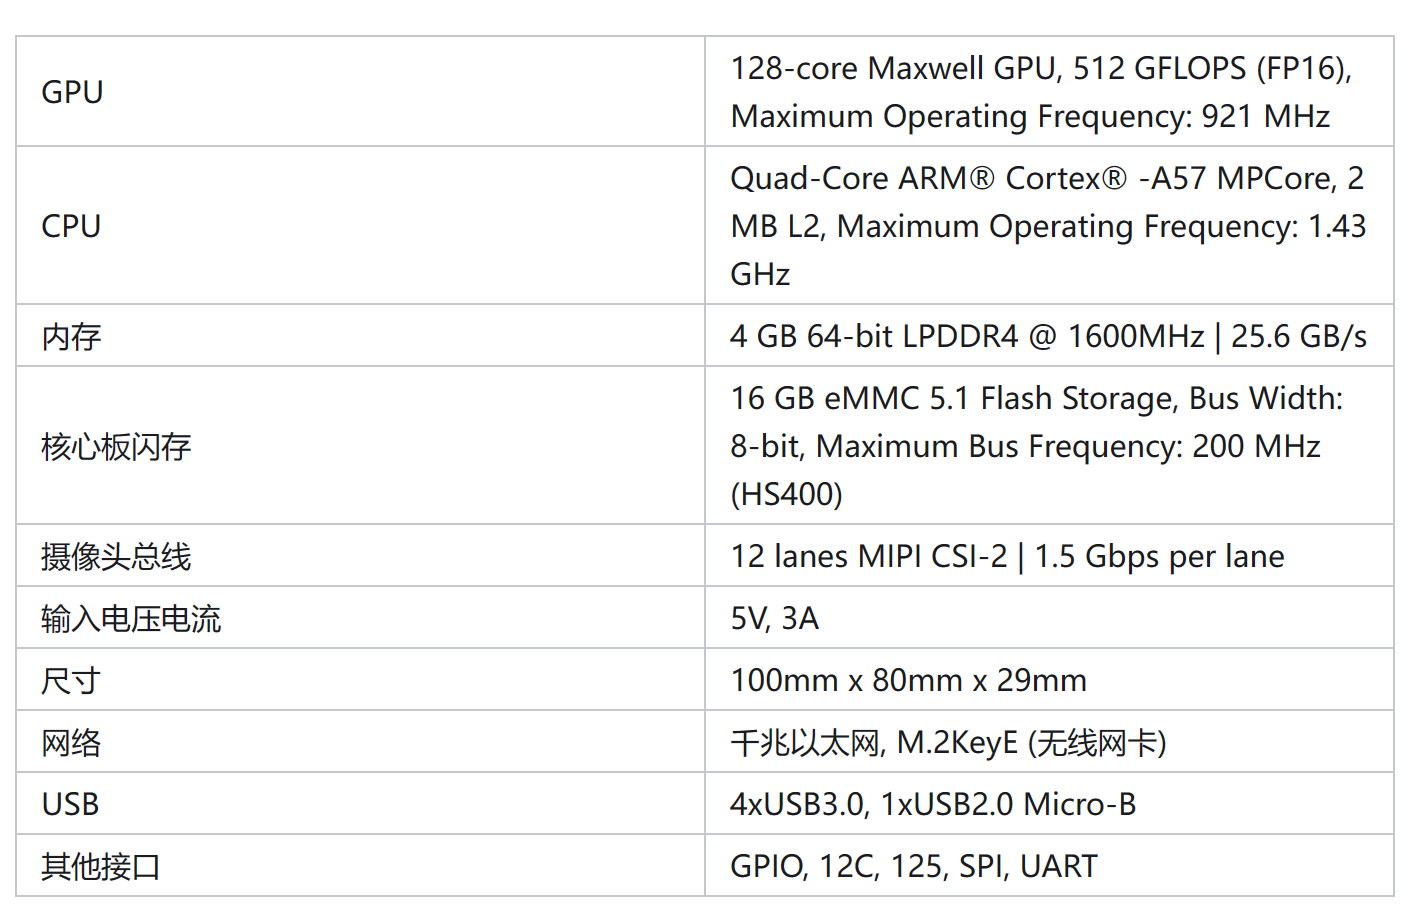 GPU
128-core Maxwell GPU, 512 GFLOPS (FP16),
Maximum Operating Frequency: 921 MHz
CPU
Quad-Core ARM® Cortex® -A57 MPCore, 2
MB L2, Maximum Operating Frequency: 1.43
GHz
内存
4 GB 64-bit LPDDR4 @ 1600MHz | 25.6 GB/s
核心板闪存
16 GB eMMC 5.1 Flash Storage, Bus Width:
8-bit, Maximum Bus Frequency: 200 MHz
(HS400)
摄像头总线
12 lanes MIPI CSI-2 | 1.5 Gbps per lane
输入电压电流
5V, 3A
尺寸
100mm x 80mm x 29mm
网络
千兆以太网, M.2KeyE (无线网卡)
USB
4xUSB3.0, 1xUSB2.0 Micro-B
其他接口
GPIO, 12C, 125, SPI, UART